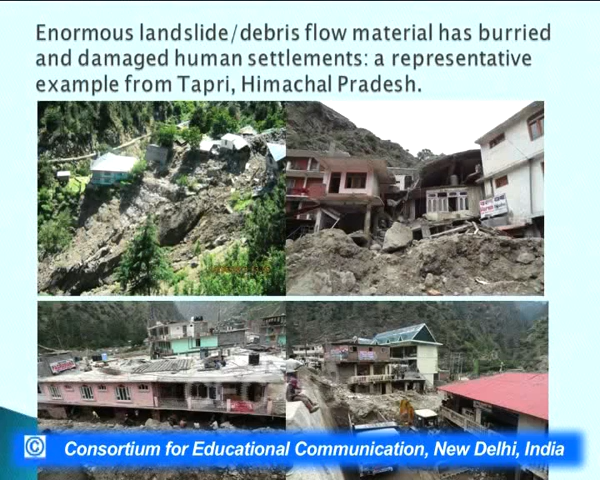 Enormous landslide/debris flow material has burried
and damaged human settlements: a representative
example from Tapri, Himachal Pradesh.
© Consortium for Educational Communication, New Delhi, India